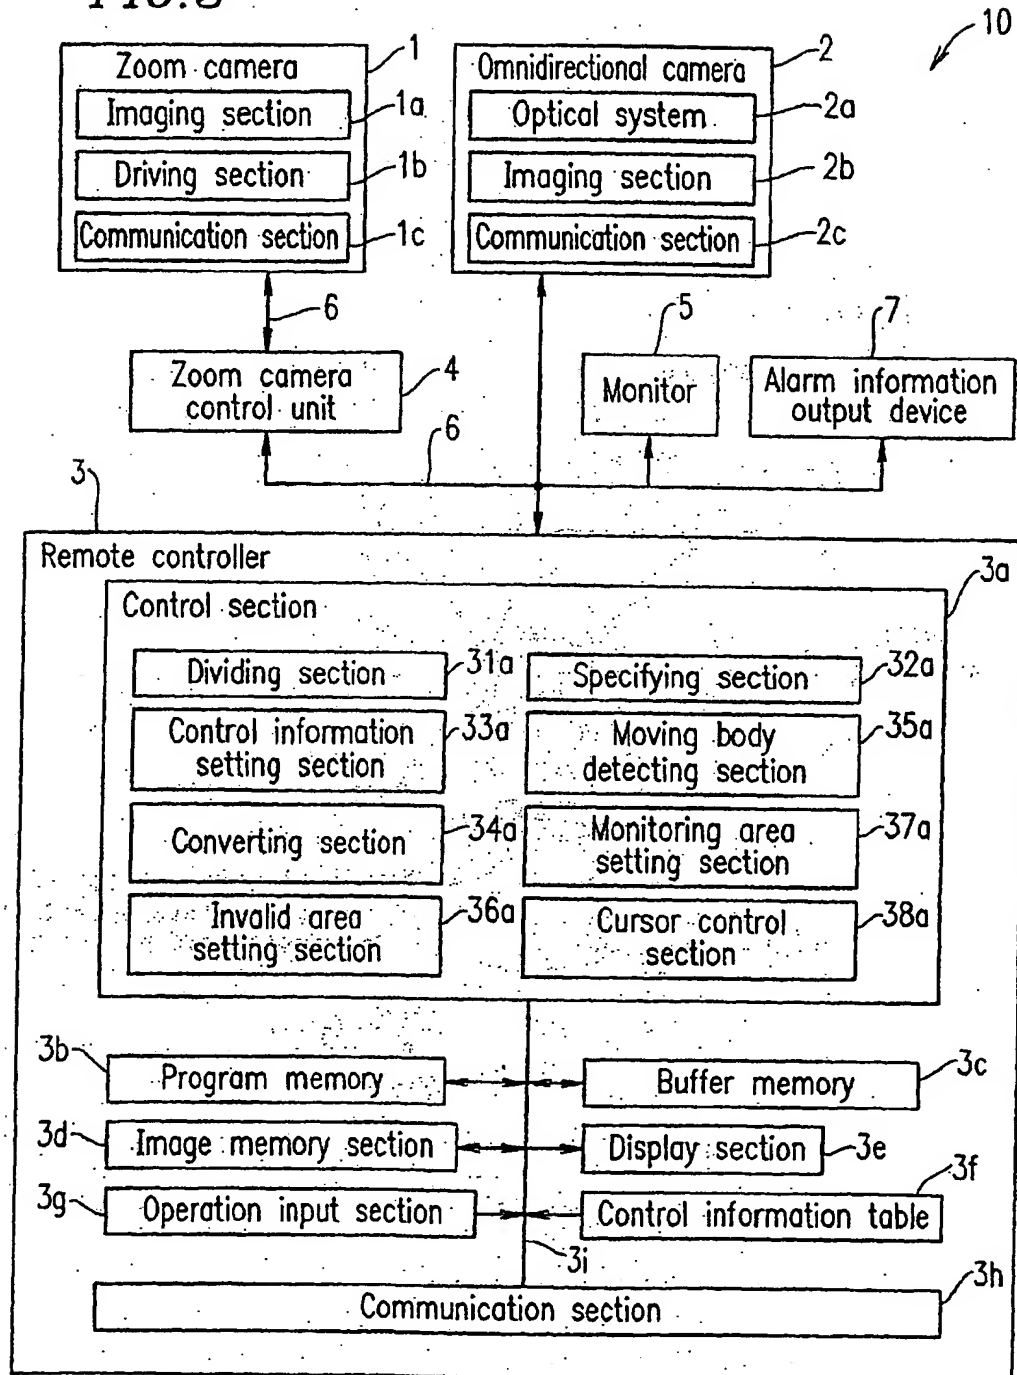 10
Zoom camera
1
Imaging section
1a
Driving section
1b
Communication section
1c
Omnidirectional camera
2
Optical system
2a
Imaging section
2b
Communication section
2c
6
Zoom camera
control unit
4
6
5
Monitor
7
Alarm information
output device
3
Remote controller
3a
Control section
Dividing section
31a
Specifying section
32a
Control information
setting section
33a
Moving body
detecting section
35a
Converting section
34a
Monitoring area
setting section
37a
Invalid area
setting section
36a
Cursor control
section
38a
3b
Program memory
Buffer memory
3c
3d
Image memory section
Display section
3e
3g
Operation input section
Control information table
3f
3i
Communication section
3h